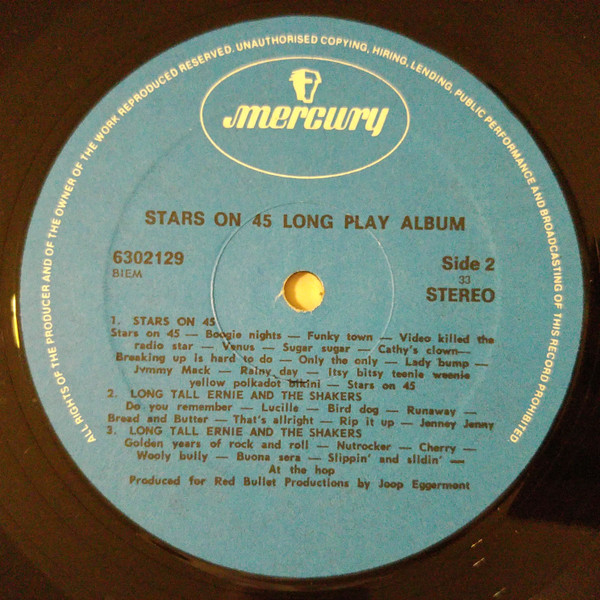 ALL RIGHTS OF THE PRODUCER AND OF THE OWNER OF THE WORK REPRODUCED RESERVED. UNAUTHORISED COPYING, HIRING, LENDING, PUBLIC PERFORMANCE AND BROADCASTING OF THIS RECORD PROHIBITED
mercury
STARS ON 45 LONG PLAY ALBUM
6302129
BIEM
Side 2
33
STEREO
1. STARS ON 45
Stars on 45 — Boogie nights — Funky town — Video killed the
radio star — Venus — Sugar sugar — Cathy's clown—
Breaking up is hard to do — Only the only — Lady bump —
Jymmy Mack — Rainy day — Itsy bitsy teenie weenie
yellow polkadot bikini — Stars on 45
2. LONG TALL ERNIE AND THE SHAKERS
Do you remember — Lucille — Bird dog — Runaway —
Bread and Butter — That's allright — Rip it up — Jenney Jenny
3. LONG TALL ERNIE AND THE SHAKERS
Golden years of rock and roll — Nutrocker — Cherry —
Wooly bully — Buona sera — Slippin' and slidin' —
At the hop
Produced for Red Bullet Productions by Joop Eggermont